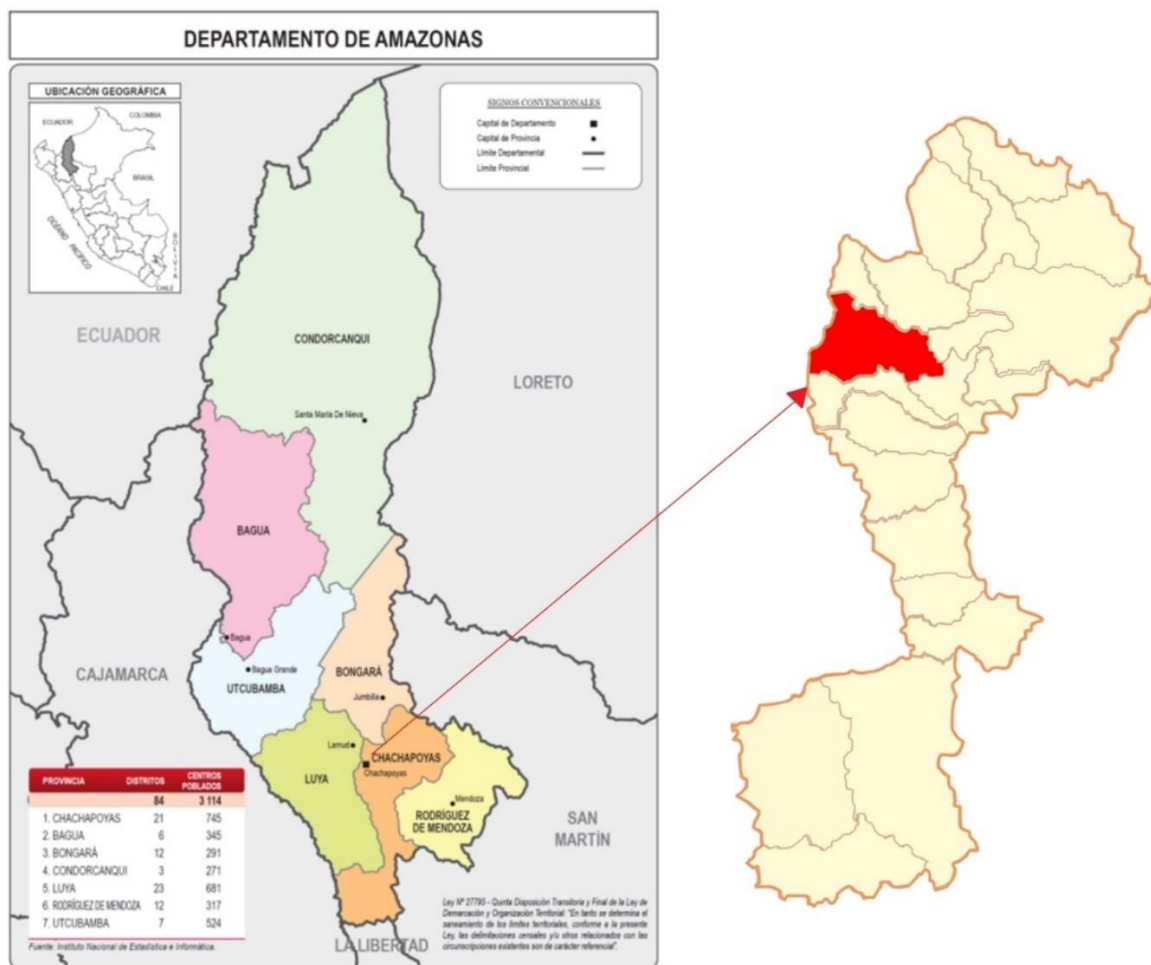 DEPARTAMENTO DE AMAZONAS
UBICACIÓN GEOGRÁFICA
ECUADOR
COLOMBIA
BRASIL
OCÉANO PACÍFICO
BOLIVIA
CHILE
SIGNOS CONVENCIONALES
Capital de Departamento
Capital de Provincia
Límite Departamental
Límite Provincial
ECUADOR
CONDORCANQUI
LORETO
Santa María De Nieva
BAGUA
Bagua
CAJAMARCA
Bagua Grande
UTCUBAMBA
BONGARÁ
Jumbilla
Lamud
CHACHAPOYAS
Chachapoyas
LUYA
Mendoza
RODRÍGUEZ
DE MENDOZA
SAN
MARTÍN
PROVINCIA DISTRITOS CENTROS
POBLADOS
84 3 114
1. CHACHAPOYAS 21 745
2. BAGUA 6 345
3. BONGARÁ 12 291
4. CONDORCANQUI 3 271
5. LUYA 23 681
6. RODRÍGUEZ DE MENDOZA 12 317
7. UTCUBAMBA 7 524
Fuente: Instituto Nacional de Estadística e Informática.
LA LIBERTAD
Ley Nº 27795 - Quinta Disposición Transitoria y Final de la Ley de
Demarcación y Organización Territorial: "En tanto se determina el
saneamiento de los límites territoriales, conforme a la presente
Ley, las delimitaciones censales y/u otros relacionados con las
circunscripciones existentes son de carácter referencial".